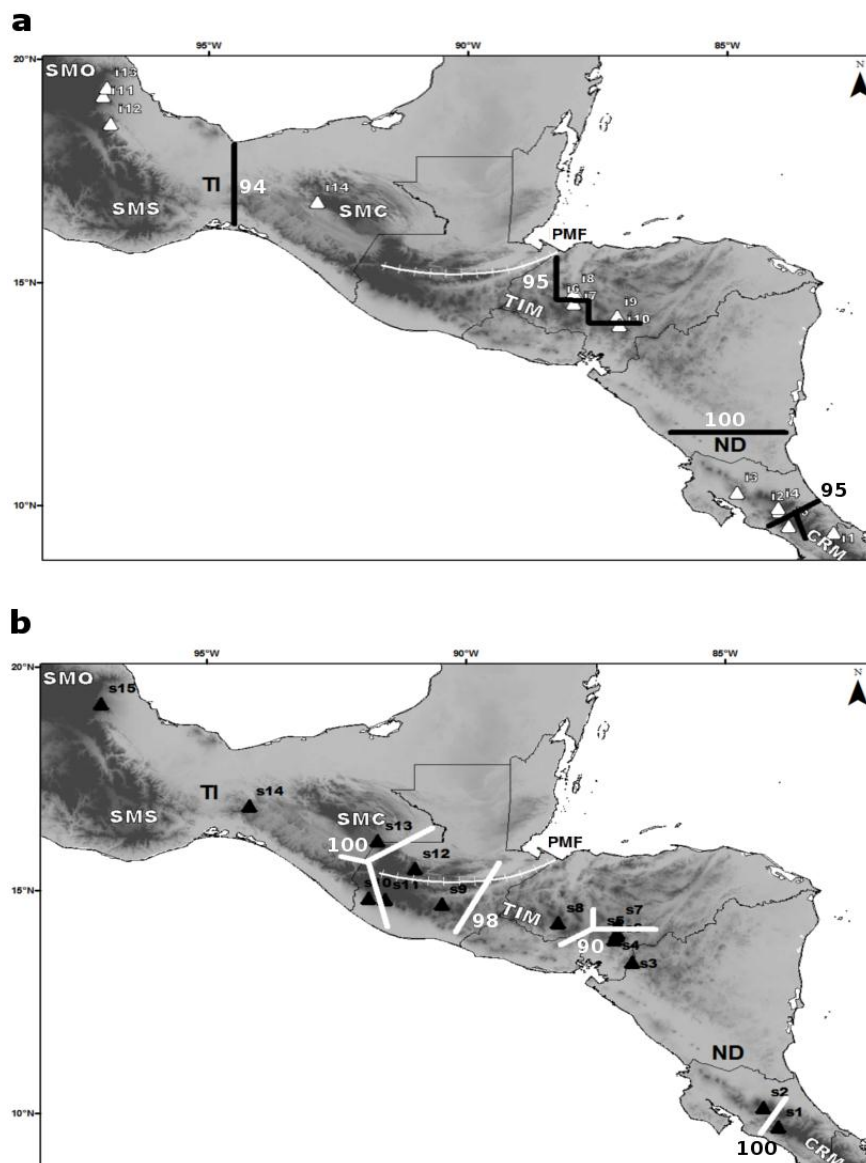 a
95°W 90°W 85°W
20°N
N
SMO
i13
i11
i12
TI
94
i14
SMC
SMS
PMF
15°N
95
i8
i6
i7
i9
i10
TIM
100
ND
i3
95
i4
i2
10°N
i1
CRM
b
95°W 90°W 85°W
20°N
N
SMO
s15
TI
s14
SMC
SMS
s13
100
PMF
s12
15°N
s10
s11
s9
TIM
98
s8
s7
90
s4
s3
ND
s2
10°N
s1
100
CRM